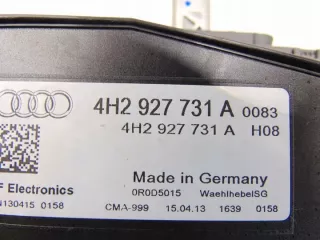 4H2 927 731 A 0083
4H2 927 731 A H08
Made in Germany
F Electronics
0R0D5015 WaehlhebelSG
N130415 0158
CMA-999 15.04.13 1639 0158